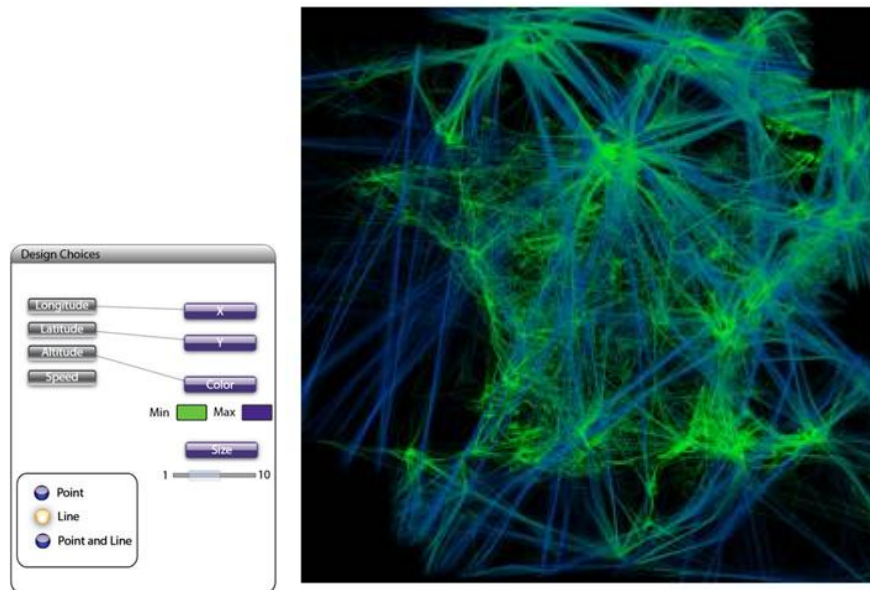 Design Choices
Longitude
X
Latitude
Y
Altitude
Speed
Color
Min Max
Size
1 10
Point
Line
Point and Line